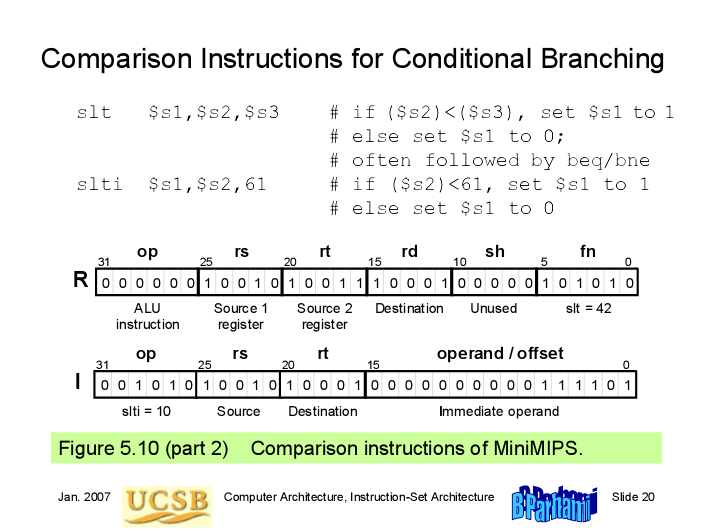 Comparison Instructions for Conditional Branching
slt $s1,$s2,$s3 # if ($s2)<($s3), set $s1 to 1
# else set $s1 to 0;
# often followed by beq/bne
slti $s1,$s2,61 # if ($s2)<61, set $s1 to 1
# else set $s1 to 0
op rs rt rd sh fn
31 25 20 15 10 5 0
R 0 0 0 0 0 0 1 0 0 1 0 1 0 0 1 1 1 0 0 0 1 0 0 0 0 0 1 0 1 0 1 0
ALU Source 1 Source 2 Destination Unused slt = 42
instruction register register
op rs rt operand / offset
31 25 20 15 0
I 0 0 1 0 1 0 1 0 0 1 0 1 0 0 0 1 0 0 0 0 0 0 0 0 0 0 1 1 1 1 0 1
slti = 10 Source Destination Immediate operand
Figure 5.10 (part 2) Comparison instructions of MiniMIPS.
Jan. 2007 UCSB Computer Architecture, Instruction-Set Architecture B. Parhami Slide 20